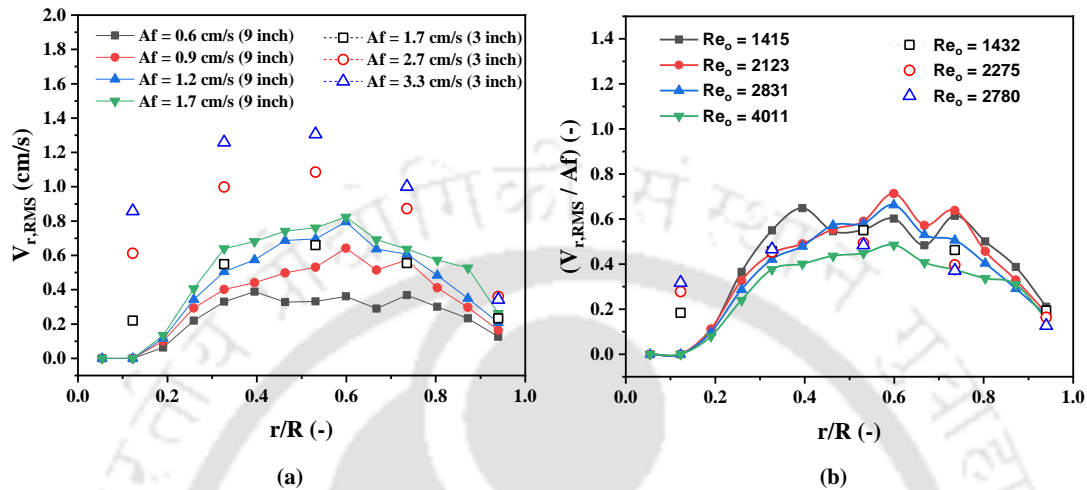 2.0
1.8
1.6
1.4
1.2
1.0
0.8
0.6
0.4
0.2
0.0
V_{r,RMS} (cm/s)
Af = 0.6 cm/s (9 inch)
Af = 0.9 cm/s (9 inch)
Af = 1.2 cm/s (9 inch)
Af = 1.7 cm/s (9 inch)
Af = 1.7 cm/s (3 inch)
Af = 2.7 cm/s (3 inch)
Af = 3.3 cm/s (3 inch)
0.0 0.2 0.4 0.6 0.8 1.0
r/R (-)
(a)
1.4
1.2
1.0
0.8
0.6
0.4
0.2
0.0
(V_{r,RMS} / Af) (-)
Re_o = 1415
Re_o = 2123
Re_o = 2831
Re_o = 4011
Re_o = 1432
Re_o = 2275
Re_o = 2780
0.0 0.2 0.4 0.6 0.8 1.0
r/R (-)
(b)